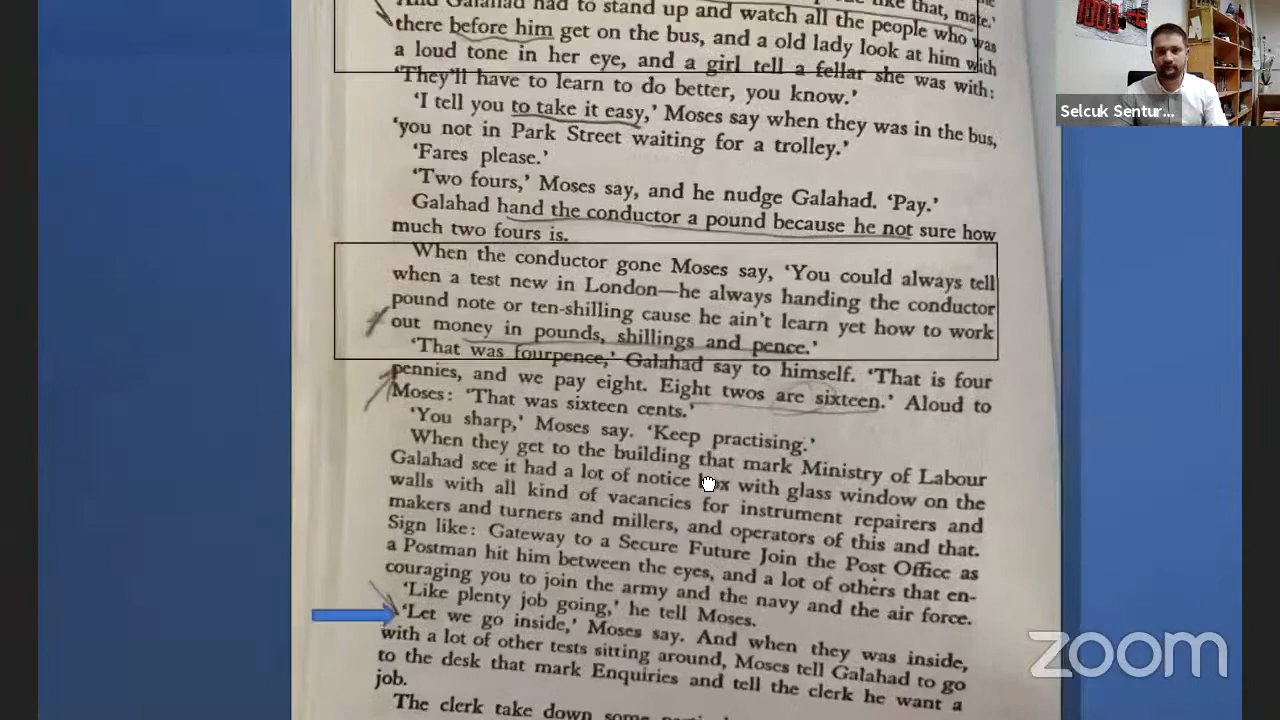 like that, mate.'
And Galahad had to stand up and watch all the people who was
there before him get on the bus, and a old lady look at him with
a loud tone in her eye, and a girl tell a fellar she was with:
'They'll have to learn to do better, you know.'
'I tell you to take it easy,' Moses say when they was in the bus,
'you not in Park Street waiting for a trolley.'
'Fares please.'
'Two fours,' Moses say, and he nudge Galahad. 'Pay.'
Galahad hand the conductor a pound because he not sure how
much two fours is.
When the conductor gone Moses say, 'You could always tell
when a test new in London—he always handing the conductor
pound note or ten-shilling cause he ain't learn yet how to work
out money in pounds, shillings and pence.'
'That was fourpence,' Galahad say to himself. 'That is four
pennies, and we pay eight. Eight twos are sixteen.' Aloud to
Moses: 'That was sixteen cents.'
'You sharp,' Moses say. 'Keep practising.'
When they get to the building that mark Ministry of Labour
Galahad see it had a lot of notice box with glass window on the
walls with all kind of vacancies for instrument repairers and
makers and turners and millers, and operators of this and that.
Sign like: Gateway to a Secure Future Join the Post Office as
a Postman hit him between the eyes, and a lot of others that en-
couraging you to join the army and the navy and the air force.
'Like plenty job going,' he tell Moses.
'Let we go inside,' Moses say. And when they was inside,
with a lot of other tests sitting around, Moses tell Galahad to go
to the desk that mark Enquiries and tell the clerk he want a
job.
The clerk take down some
Selcuk Sentur...
zoom